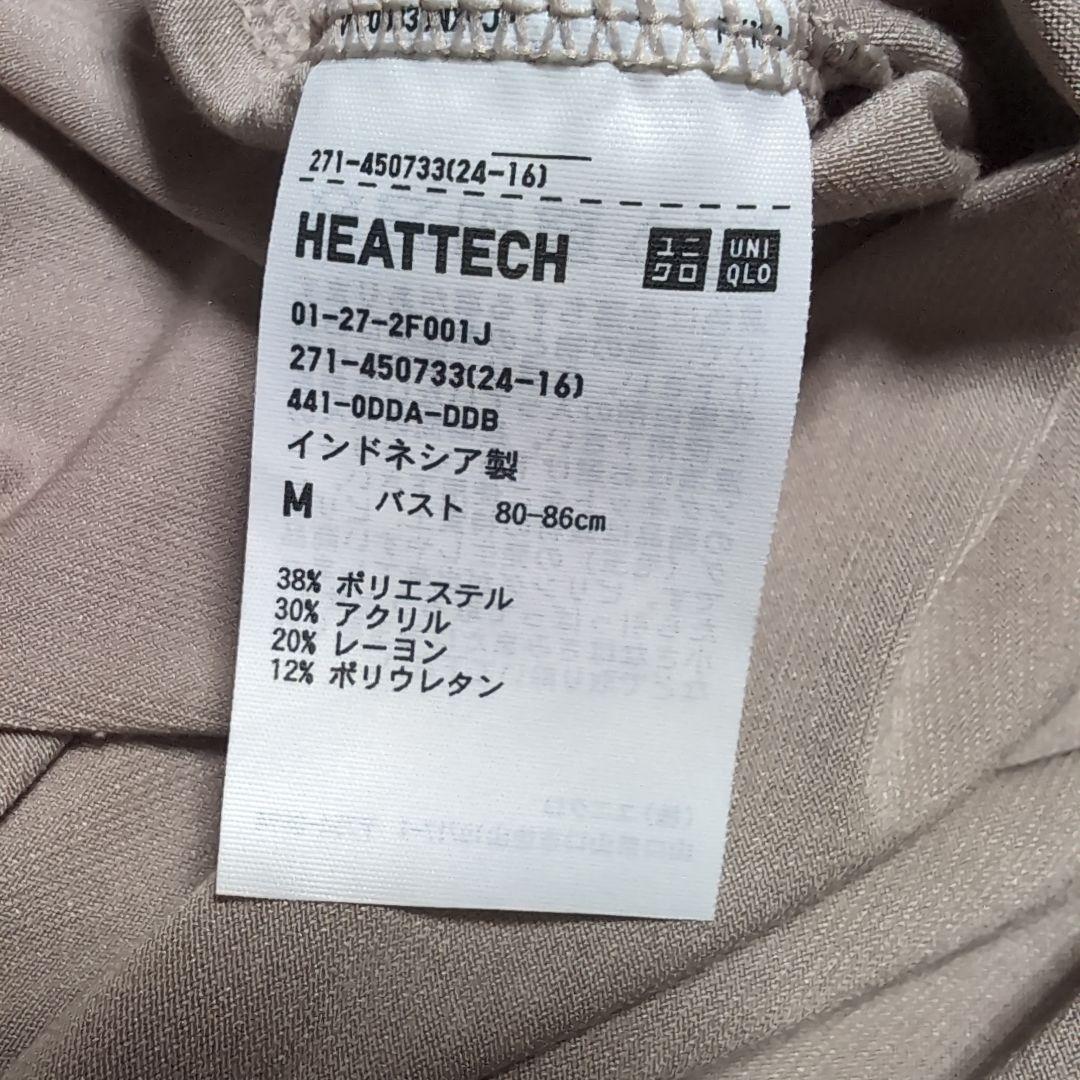 271-450733(24-16)
HEATTECH
ユニ
クロ
UNI
QLO
01-27-2F001J
271-450733(24-16)
441-0DDA-DDB
インドネシア製
M バスト 80-86cm
38% ポリエステル
30% アクリル
20% レーヨン
12% ポリウレタン